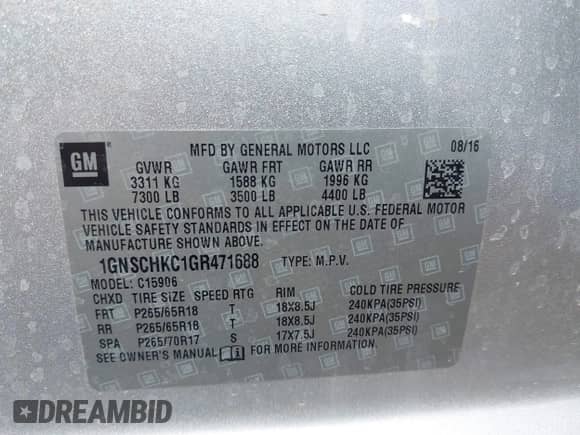 GM
MFD BY GENERAL MOTORS LLC 08/16
GVWR GAWR FRT GAWR RR
3311 KG 1588 KG 1996 KG
7300 LB 3500 LB 4400 LB
THIS VEHICLE CONFORMS TO ALL APPLICABLE U.S. FEDERAL MOTOR
VEHICLE SAFETY STANDARDS IN EFFECT ON THE DATE OF
MANUFACTURE SHOWN ABOVE.
1GNSCHKC1GR471688 TYPE: M.P.V.
MODEL: C15906
CHXD TIRE SIZE SPEED RTG RIM COLD TIRE PRESSURE
FRT P265/65R18 T 18X8.5J 240KPA(35PSI)
RR P265/65R18 T 18X8.5J 240KPA(35PSI)
SPA P265/70R17 S 17X7.5J 240KPA(35PSI)
SEE OWNER'S MANUAL FOR MORE INFORMATION.
DREAMBID